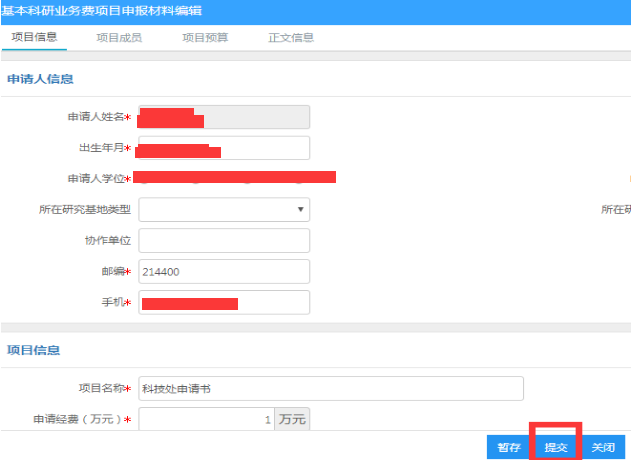 基本科研业务费项目申报材料编辑
项目信息 项目成员 项目预算 正文信息
申请人信息
申请人姓名*
出生年月*
申请人学位*
所在研究基地类型 所在研
协作单位
邮编* 214400
手机*
项目信息
项目名称* 科技处申请书
申请经费（万元）* 1 万元
暂存 提交 关闭